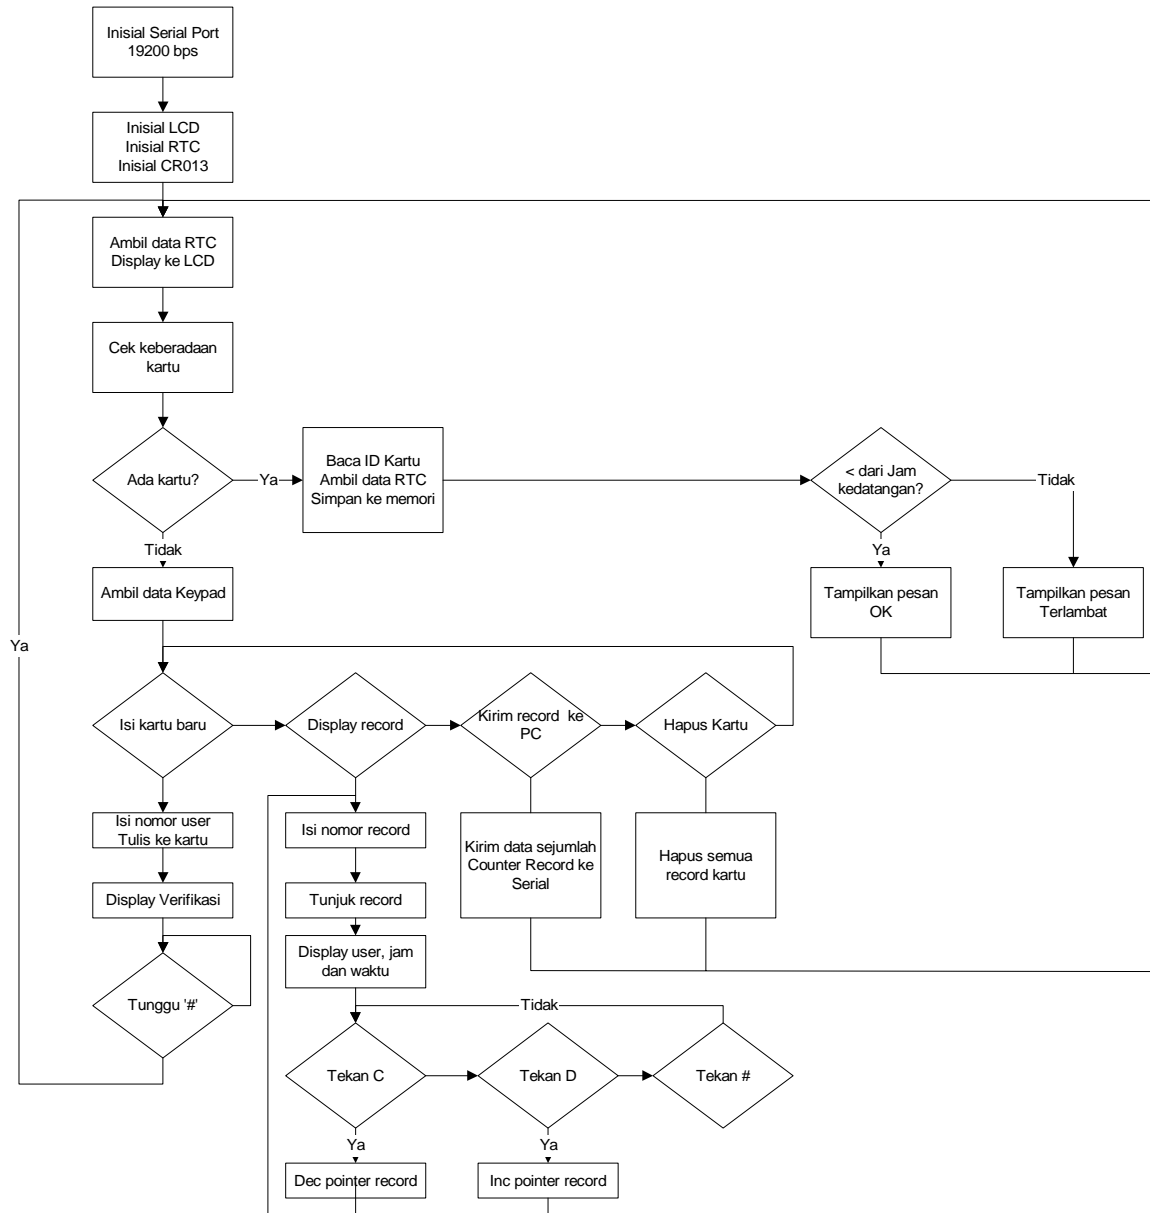 Inisial Serial Port
19200 bps
Inisial LCD
Inisial RTC
Inisial CR013
Ambil data RTC
Display ke LCD
Cek keberadaan
kartu
Ada kartu?
Ya
Baca ID Kartu
Ambil data RTC
Simpan ke memori
< dari Jam
kedatangan?
Tidak
Ya
Tidak
Ambil data Keypad
Tampilkan pesan
OK
Tampilkan pesan
Terlambat
Ya
Isi kartu baru
Display record
Kirim record ke
PC
Hapus Kartu
Isi nomor user
Tulis ke kartu
Isi nomor record
Kirim data sejumlah
Counter Record ke
Serial
Hapus semua
record kartu
Display Verifikasi
Tunjuk record
Display user, jam
dan waktu
Tunggu '#'
Tidak
Tekan C
Tekan D
Tekan #
Ya
Ya
Dec pointer record
Inc pointer record